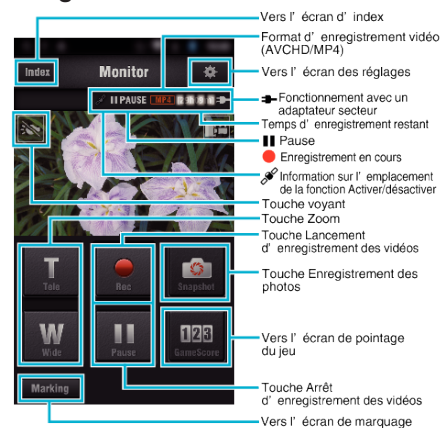 Vers l' écran d' index
Format d' enregistrement vidéo
(AVCHD/MP4)
Index
Monitor
Vers l' écran des réglages
PAUSE
MP4
Fonctionnement avec un
adaptateur secteur
Temps d' enregistrement restant
Pause
Enregistrement en cours
Information sur l' emplacement
de la fonction Activer/désactiver
Touche voyant
Touche Zoom
Touche Lancement
d' enregistrement des vidéos
T
Tele
Rec
Snapshot
Touche Enregistrement des
photos
W
Wide
Pause
123
GameScore
Vers l' écran de pointage
du jeu
Touche Arrêt
d' enregistrement des vidéos
Marking
Vers l' écran de marquage